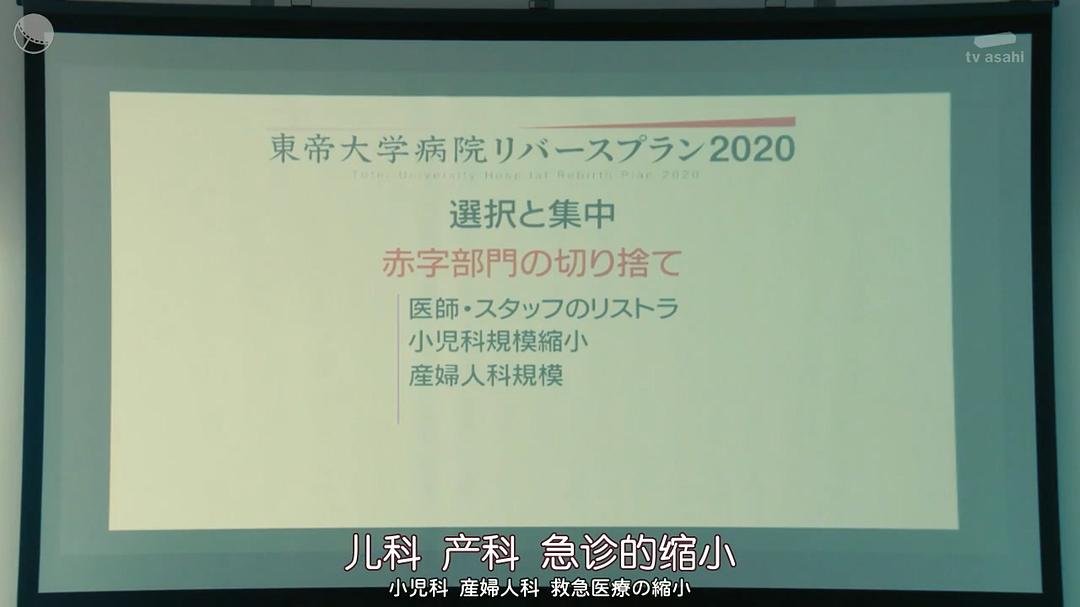 tv asahi
東帝大学病院リバースプラン2020
Totei University Hospital Rebirth Plan 2020
選択と集中
赤字部門の切り捨て
医師・スタッフのリストラ
小児科規模縮小
産婦人科規模
儿科 产科 急诊的缩小
小児科 産婦人科 救急医療の縮小